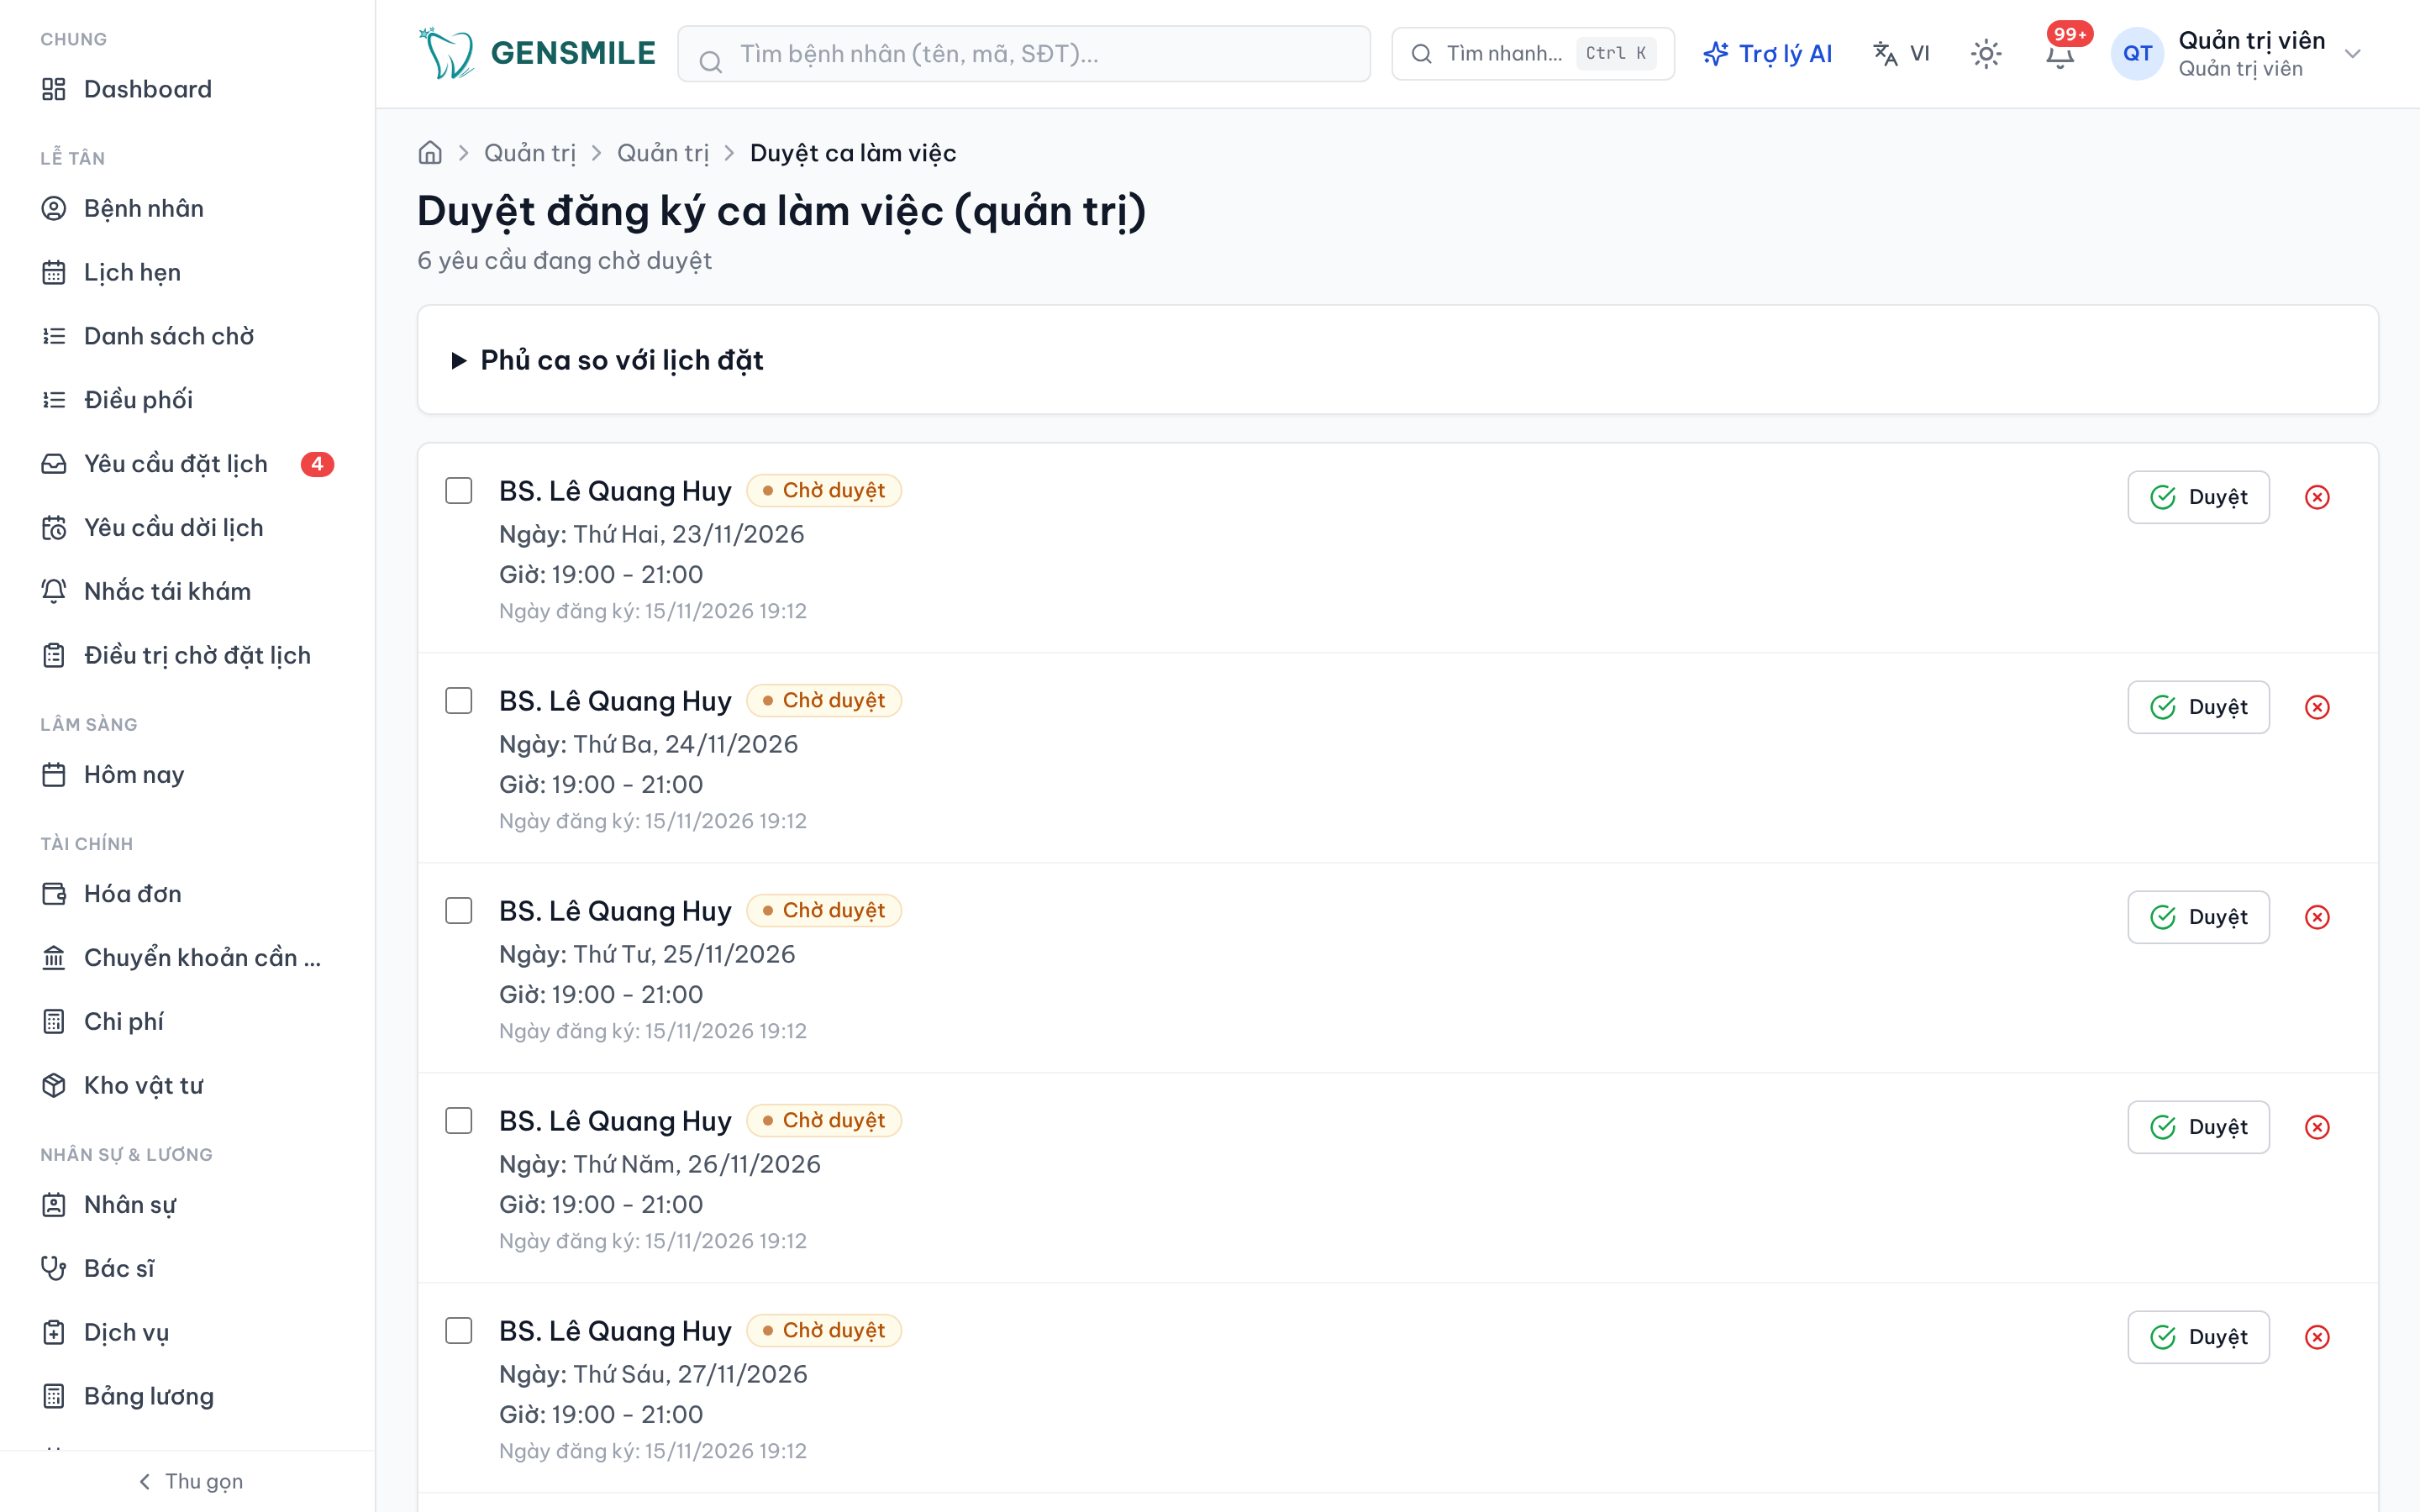 CHUNG
Dashboard
LỄ TÂN
Bệnh nhân
Lịch hẹn
Danh sách chờ
Điều phối
Yêu cầu đặt lịch 4
Yêu cầu dời lịch
Nhắc tái khám
Điều trị chờ đặt lịch
LÂM SÀNG
Hôm nay
TÀI CHÍNH
Hóa đơn
Chuyển khoản cần ...
Chi phí
Kho vật tư
NHÂN SỰ & LƯƠNG
Nhân sự
Bác sĩ
Dịch vụ
Bảng lương
Thu gọn
GENSMILE
Tìm bệnh nhân (tên, mã, SĐT)...
Tìm nhanh... Ctrl K
Trợ lý AI
VI
99+
QT
Quản trị viên
Quản trị viên
Quản trị > Quản trị > Duyệt ca làm việc
Duyệt đăng ký ca làm việc (quản trị)
6 yêu cầu đang chờ duyệt
Phủ ca so với lịch đặt
BS. Lê Quang Huy Chờ duyệt Duyệt
Ngày: Thứ Hai, 23/11/2026
Giờ: 19:00 - 21:00
Ngày đăng ký: 15/11/2026 19:12
BS. Lê Quang Huy Chờ duyệt Duyệt
Ngày: Thứ Ba, 24/11/2026
Giờ: 19:00 - 21:00
Ngày đăng ký: 15/11/2026 19:12
BS. Lê Quang Huy Chờ duyệt Duyệt
Ngày: Thứ Tư, 25/11/2026
Giờ: 19:00 - 21:00
Ngày đăng ký: 15/11/2026 19:12
BS. Lê Quang Huy Chờ duyệt Duyệt
Ngày: Thứ Năm, 26/11/2026
Giờ: 19:00 - 21:00
Ngày đăng ký: 15/11/2026 19:12
BS. Lê Quang Huy Chờ duyệt Duyệt
Ngày: Thứ Sáu, 27/11/2026
Giờ: 19:00 - 21:00
Ngày đăng ký: 15/11/2026 19:12